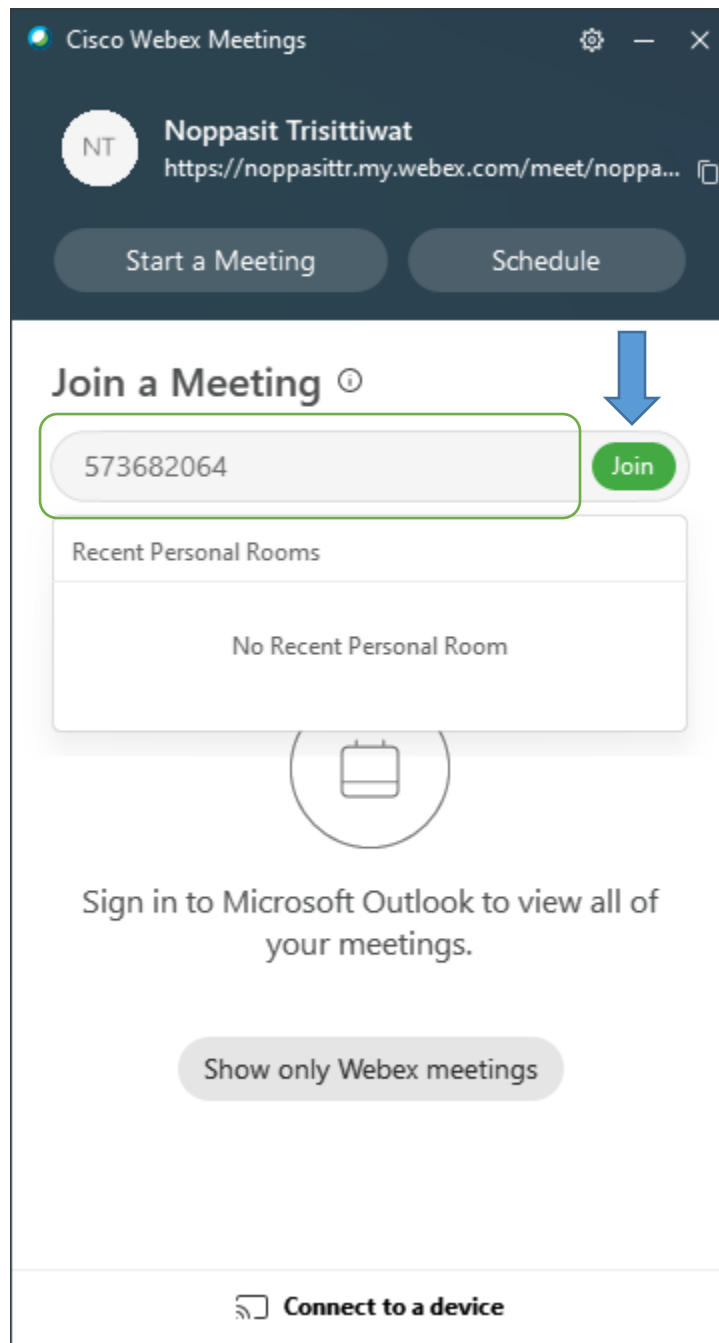 Cisco Webex Meetings
NT
Noppasit Trisittiwat
https://noppasittr.my.webex.com/meet/noppa...
Start a Meeting
Schedule
Join a Meeting
573682064
Join
Recent Personal Rooms
No Recent Personal Room
Sign in to Microsoft Outlook to view all of
your meetings.
Show only Webex meetings
Connect to a device